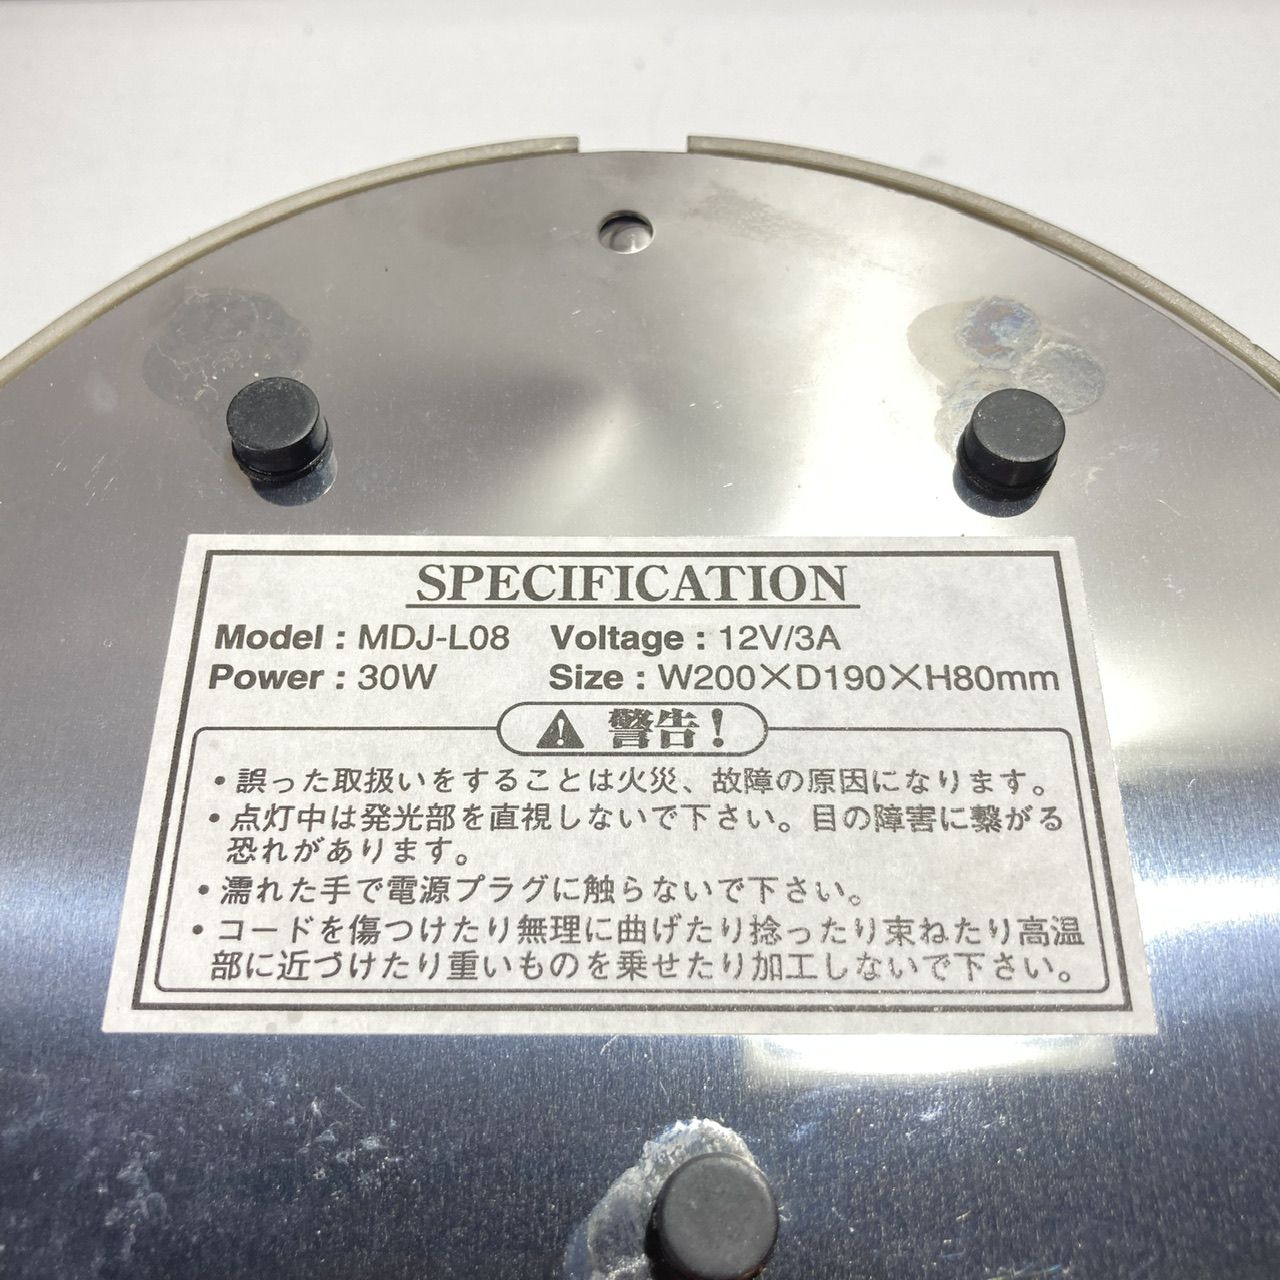 SPECIFICATION
Model : MDJ-L08 Voltage : 12V/3A
Power : 30W Size : W200×D190×H80mm
警告!
・誤った取扱いをすることは火災、故障の原因になります。
・点灯中は発光部を直視しないで下さい。目の障害に繋がる
恐れがあります。
・濡れた手で電源プラグに触らないで下さい。
・コードを傷つけたり無理に曲げたり捻ったり束ねたり高温
部に近づけたり重いものを乗せたり加工しないで下さい。